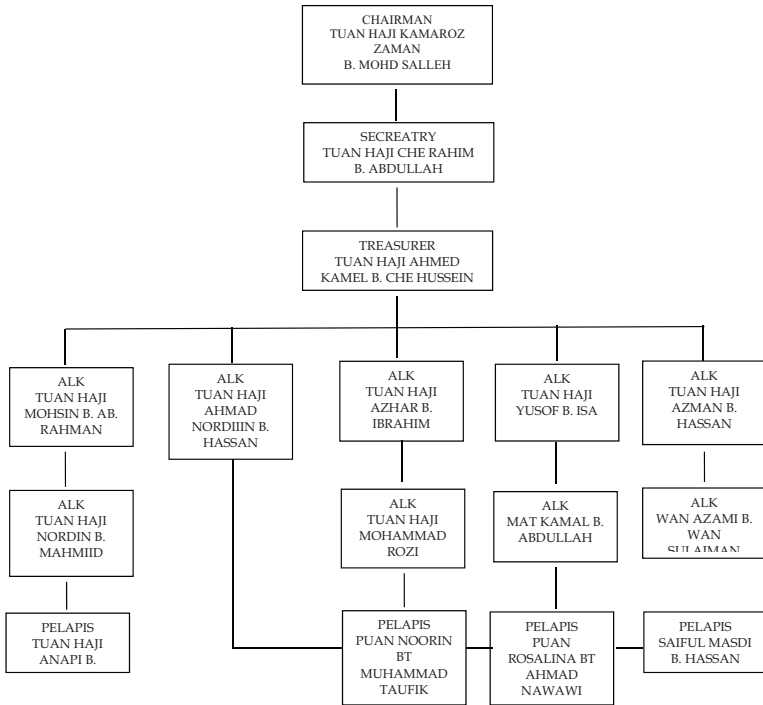 CHAIRMAN
TUAN HAJI KAMAROZ
ZAMAN
B. MOHD SALLEH
SECREATRY
TUAN HAJI CHE RAHIM
B. ABDULLAH
TREASURER
TUAN HAJI AHMED
KAMEL B. CHE HUSSEIN
ALK
TUAN HAJI
MOHSIN B. AB.
RAHMAN
ALK
TUAN HAJI
AHMAD
NORDIIIN B.
HASSAN
ALK
TUAN HAJI
AZHAR B.
IBRAHIM
ALK
TUAN HAJI
YUSOF B. ISA
ALK
TUAN HAJI
AZMAN B.
HASSAN
ALK
TUAN HAJI
NORDIN B.
MAHMIID
ALK
TUAN HAJI
MOHAMMAD
ROZI
ALK
MAT KAMAL B.
ABDULLAH
ALK
WAN AZAMI B.
WAN
SULAIMAN
PELAPIS
TUAN HAJI
ANAPI B.
PELAPIS
PUAN NOORIN
BT
MUHAMMAD
TAUFIK
PELAPIS
PUAN
ROSALINA BT
AHMAD
NAWAWI
PELAPIS
SAIFUL MASDI
B. HASSAN